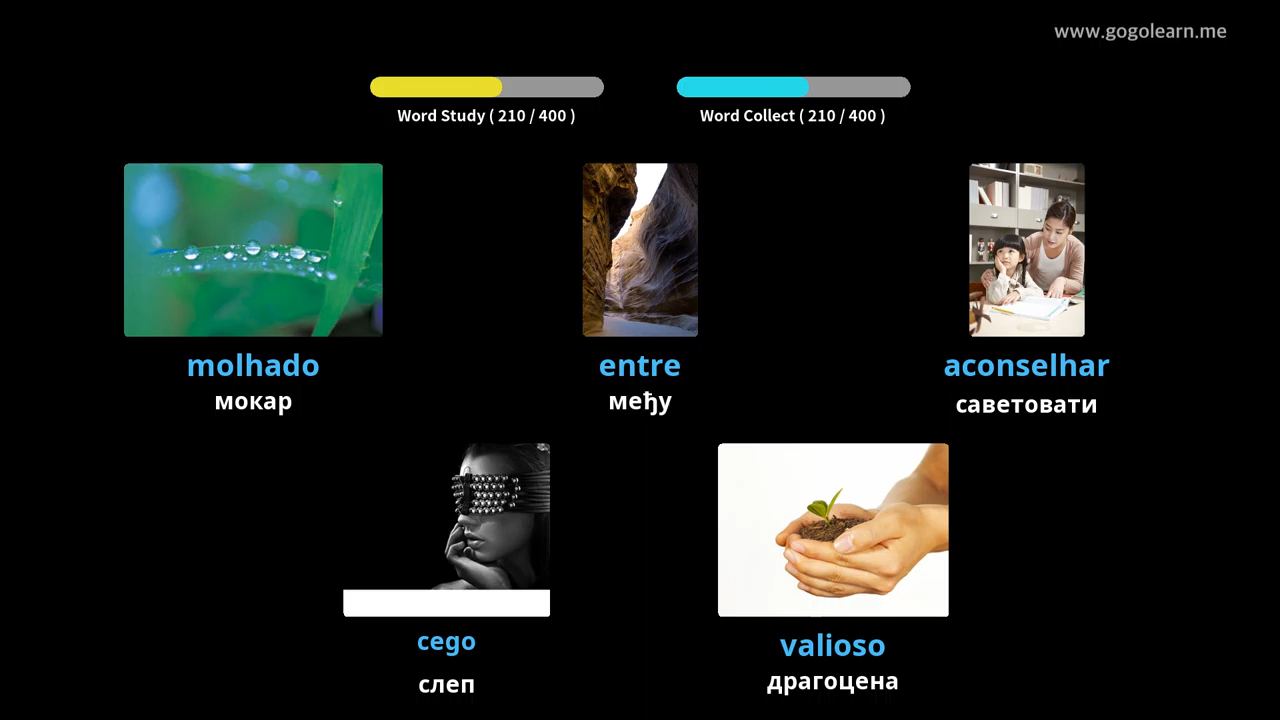 www.gogolearn.me
Word Study ( 210 / 400 )
Word Collect ( 210 / 400 )
molhado
мокар
entre
међу
aconselhar
саветовати
cego
слеп
valioso
драгоцена